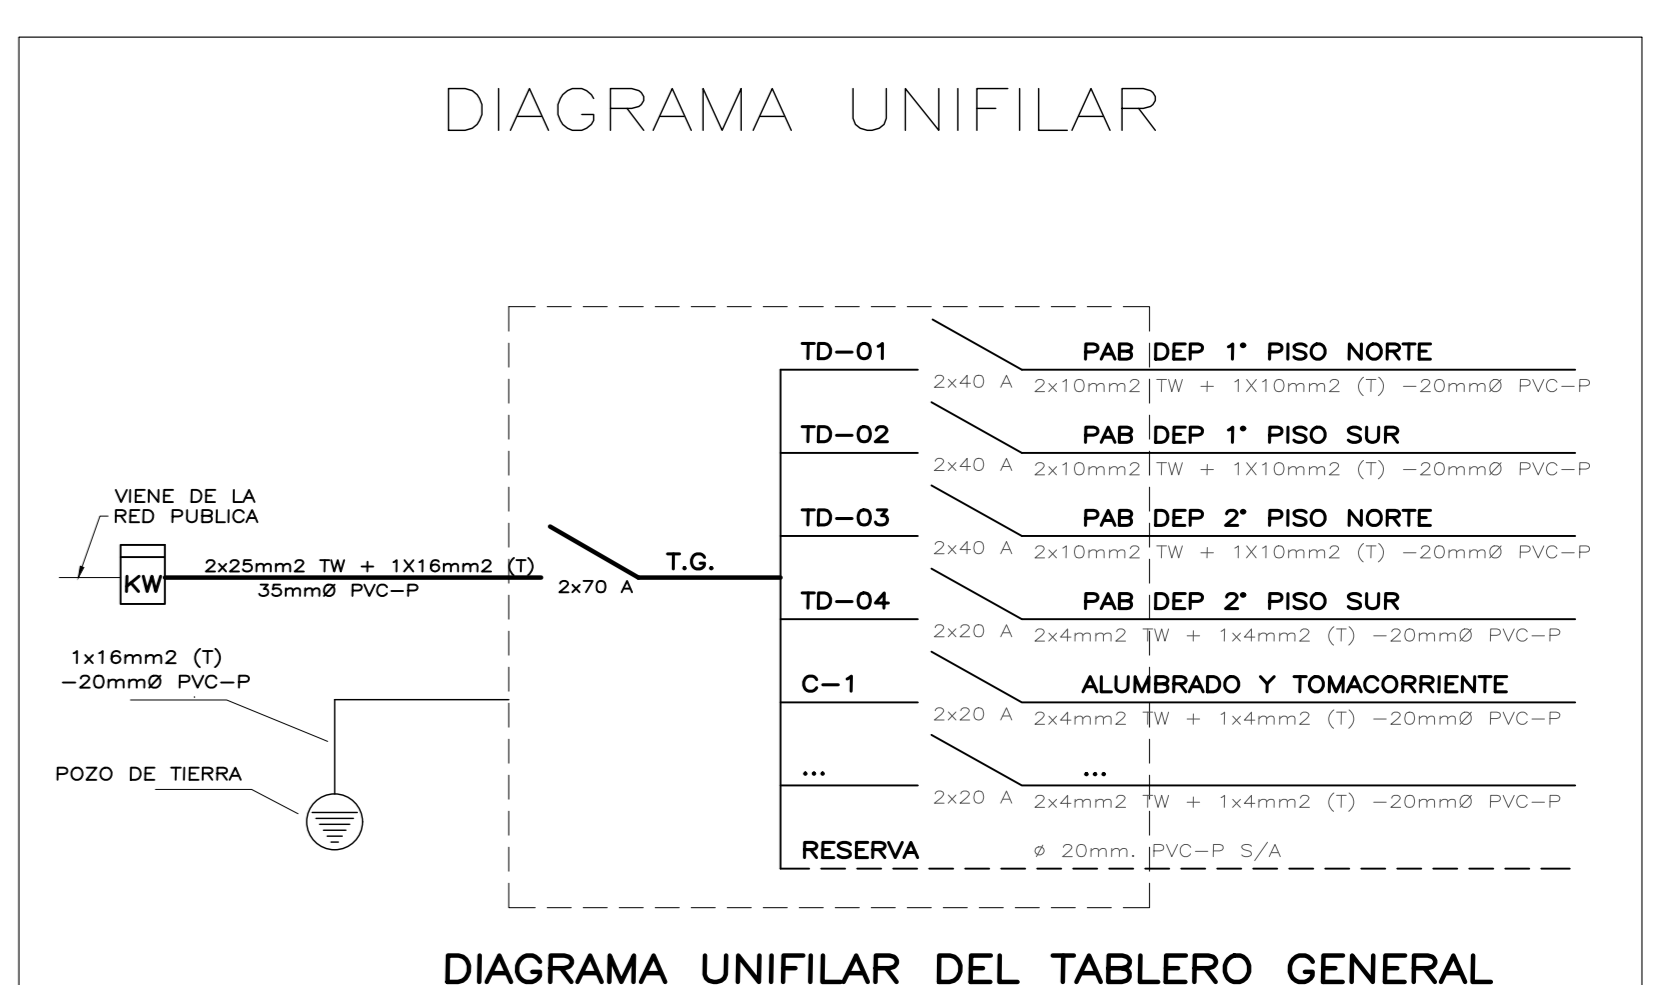 DIAGRAMA UNIFILAR
TD-01 PAB DEP 1° PISO NORTE
2x40 A 2x10mm2 TW + 1X10mm2 (T) -20mmØ PVC-P
TD-02 PAB DEP 1° PISO SUR
2x40 A 2x10mm2 TW + 1X10mm2 (T) -20mmØ PVC-P
VIENE DE LA
RED PUBLICA
TD-03 PAB DEP 2° PISO NORTE
2x40 A 2x10mm2 TW + 1X10mm2 (T) -20mmØ PVC-P
KW
2x25mm2 TW + 1X16mm2 (T)
35mmØ PVC-P
2x70 A
T.G.
TD-04 PAB DEP 2° PISO SUR
2x20 A 2x4mm2 TW + 1x4mm2 (T) -20mmØ PVC-P
1x16mm2 (T)
-20mmØ PVC-P
C-1 ALUMBRADO Y TOMACORRIENTE
2x20 A 2x4mm2 TW + 1x4mm2 (T) -20mmØ PVC-P
POZO DE TIERRA
... ...
2x20 A 2x4mm2 TW + 1x4mm2 (T) -20mmØ PVC-P
RESERVA ø 20mm. PVC-P S/A
DIAGRAMA UNIFILAR DEL TABLERO GENERAL